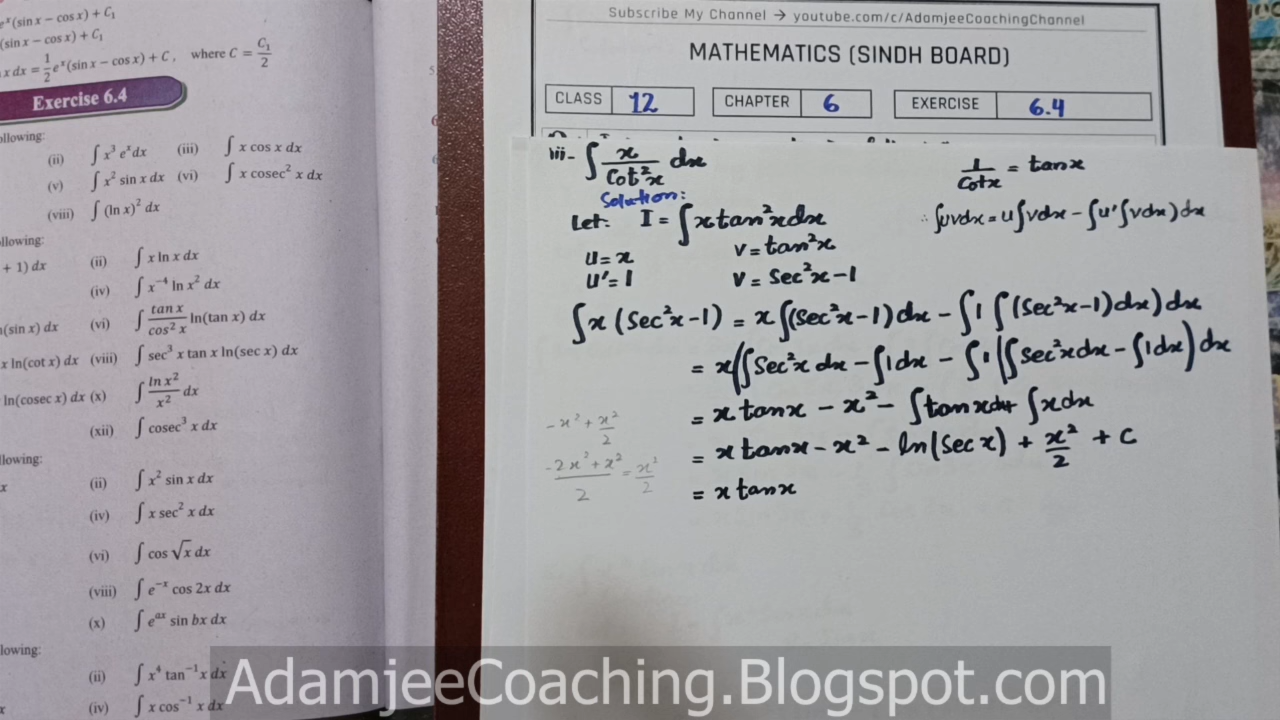 eˣ(sin x − cos x) + C₁
(sin x − cos x) + C₁
x dx = 1/2 eˣ(sin x − cos x) + C, where C = C₁/2
Exercise 6.4
ollowing:
(ii) ∫ x³ eˣ dx (iii) ∫ x cos x dx
(v) ∫ x² sin x dx (vi) ∫ x cosec² x dx
(viii) ∫ (ln x)² dx
llowing:
+ 1) dx (ii) ∫ x ln x dx
(iv) ∫ x⁻⁴ ln x² dx
(sin x) dx (vi) ∫ tan x/cos² x ln(tan x) dx
x ln(cot x) dx (viii) ∫ sec³ x tan x ln(sec x) dx
ln(cosec x) dx (x) ∫ ln x²/x² dx
(xii) ∫ cosec³ x dx
llowing:
x (ii) ∫ x² sin x dx
(iv) ∫ x sec² x dx
(vi) ∫ cos √x dx
(viii) ∫ e⁻ˣ cos 2x dx
(x) ∫ eᵃˣ sin bx dx
lowing:
(ii) ∫ x⁴ tan⁻¹ x dx
x (iv) ∫ x cos⁻¹ x dx
Subscribe My Channel → youtube.com/c/AdamjeeCoachingChannel
MATHEMATICS (SINDH BOARD)
CLASS 12 CHAPTER 6 EXERCISE 6.4
iii- ∫ x/Cot²x dx
1/Cotx = tanx
Solution:
Let: I = ∫ x tan²x dx
∴ ∫uvdx = u∫vdx − ∫(u'∫vdx)dx
u = x v = tan²x
u' = 1 v = Sec²x − 1
∫ x (Sec²x − 1) = x ∫(Sec²x − 1) dx − ∫ 1 ∫ (Sec²x − 1) dx) dx
= x(∫ Sec²x dx − ∫ 1 dx − ∫ 1 (∫ Sec²x dx − ∫ 1 dx) dx
= x tanx − x² − ∫ tanx dx + ∫ x dx
= x tanx − x² − ln(Sec x) + x²/2 + c
= x tanx
−x² + x²/2
−2x² + x²/2 = x²/2
AdamjeeCoaching.Blogspot.com